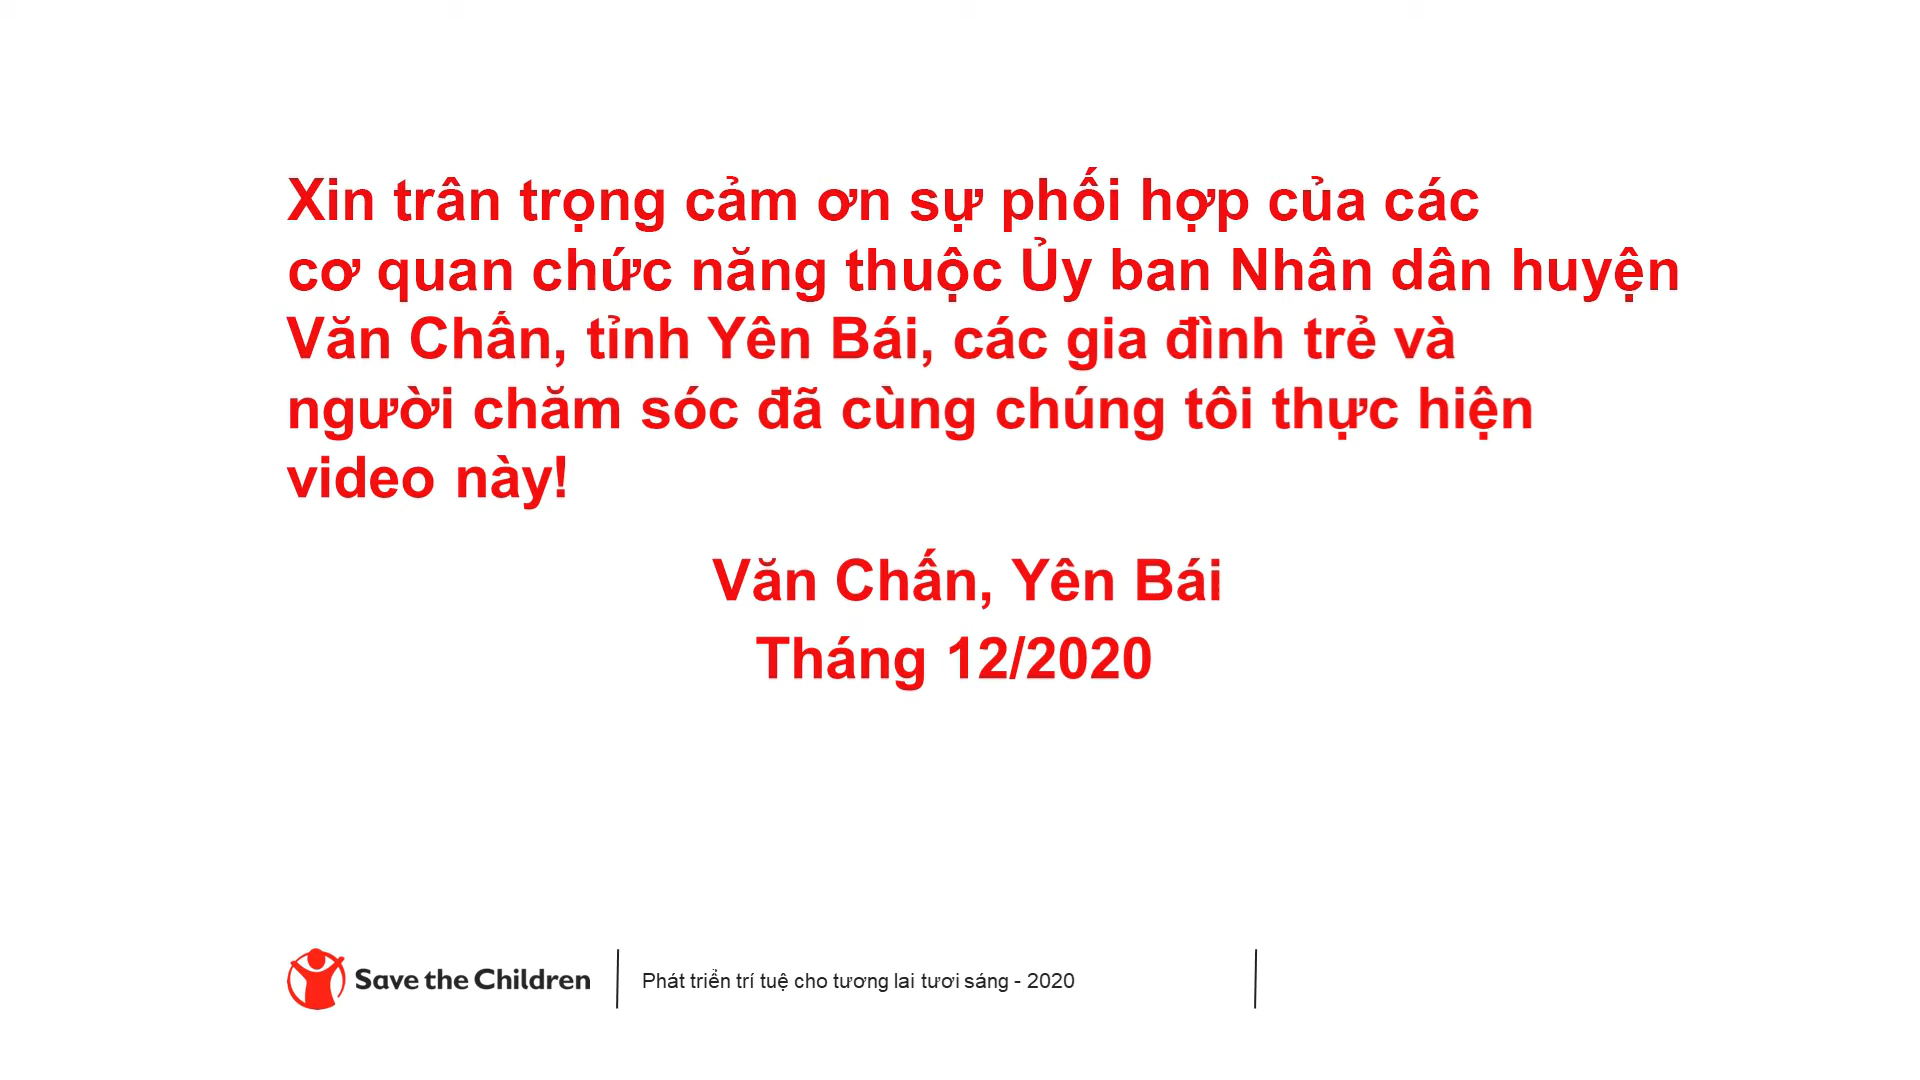 Xin trân trọng cảm ơn sự phối hợp của các
cơ quan chức năng thuộc Ủy ban Nhân dân huyện
Văn Chấn, tỉnh Yên Bái, các gia đình trẻ và
người chăm sóc đã cùng chúng tôi thực hiện
video này!
Văn Chấn, Yên Bái
Tháng 12/2020
Save the Children
Phát triển trí tuệ cho tương lai tươi sáng - 2020